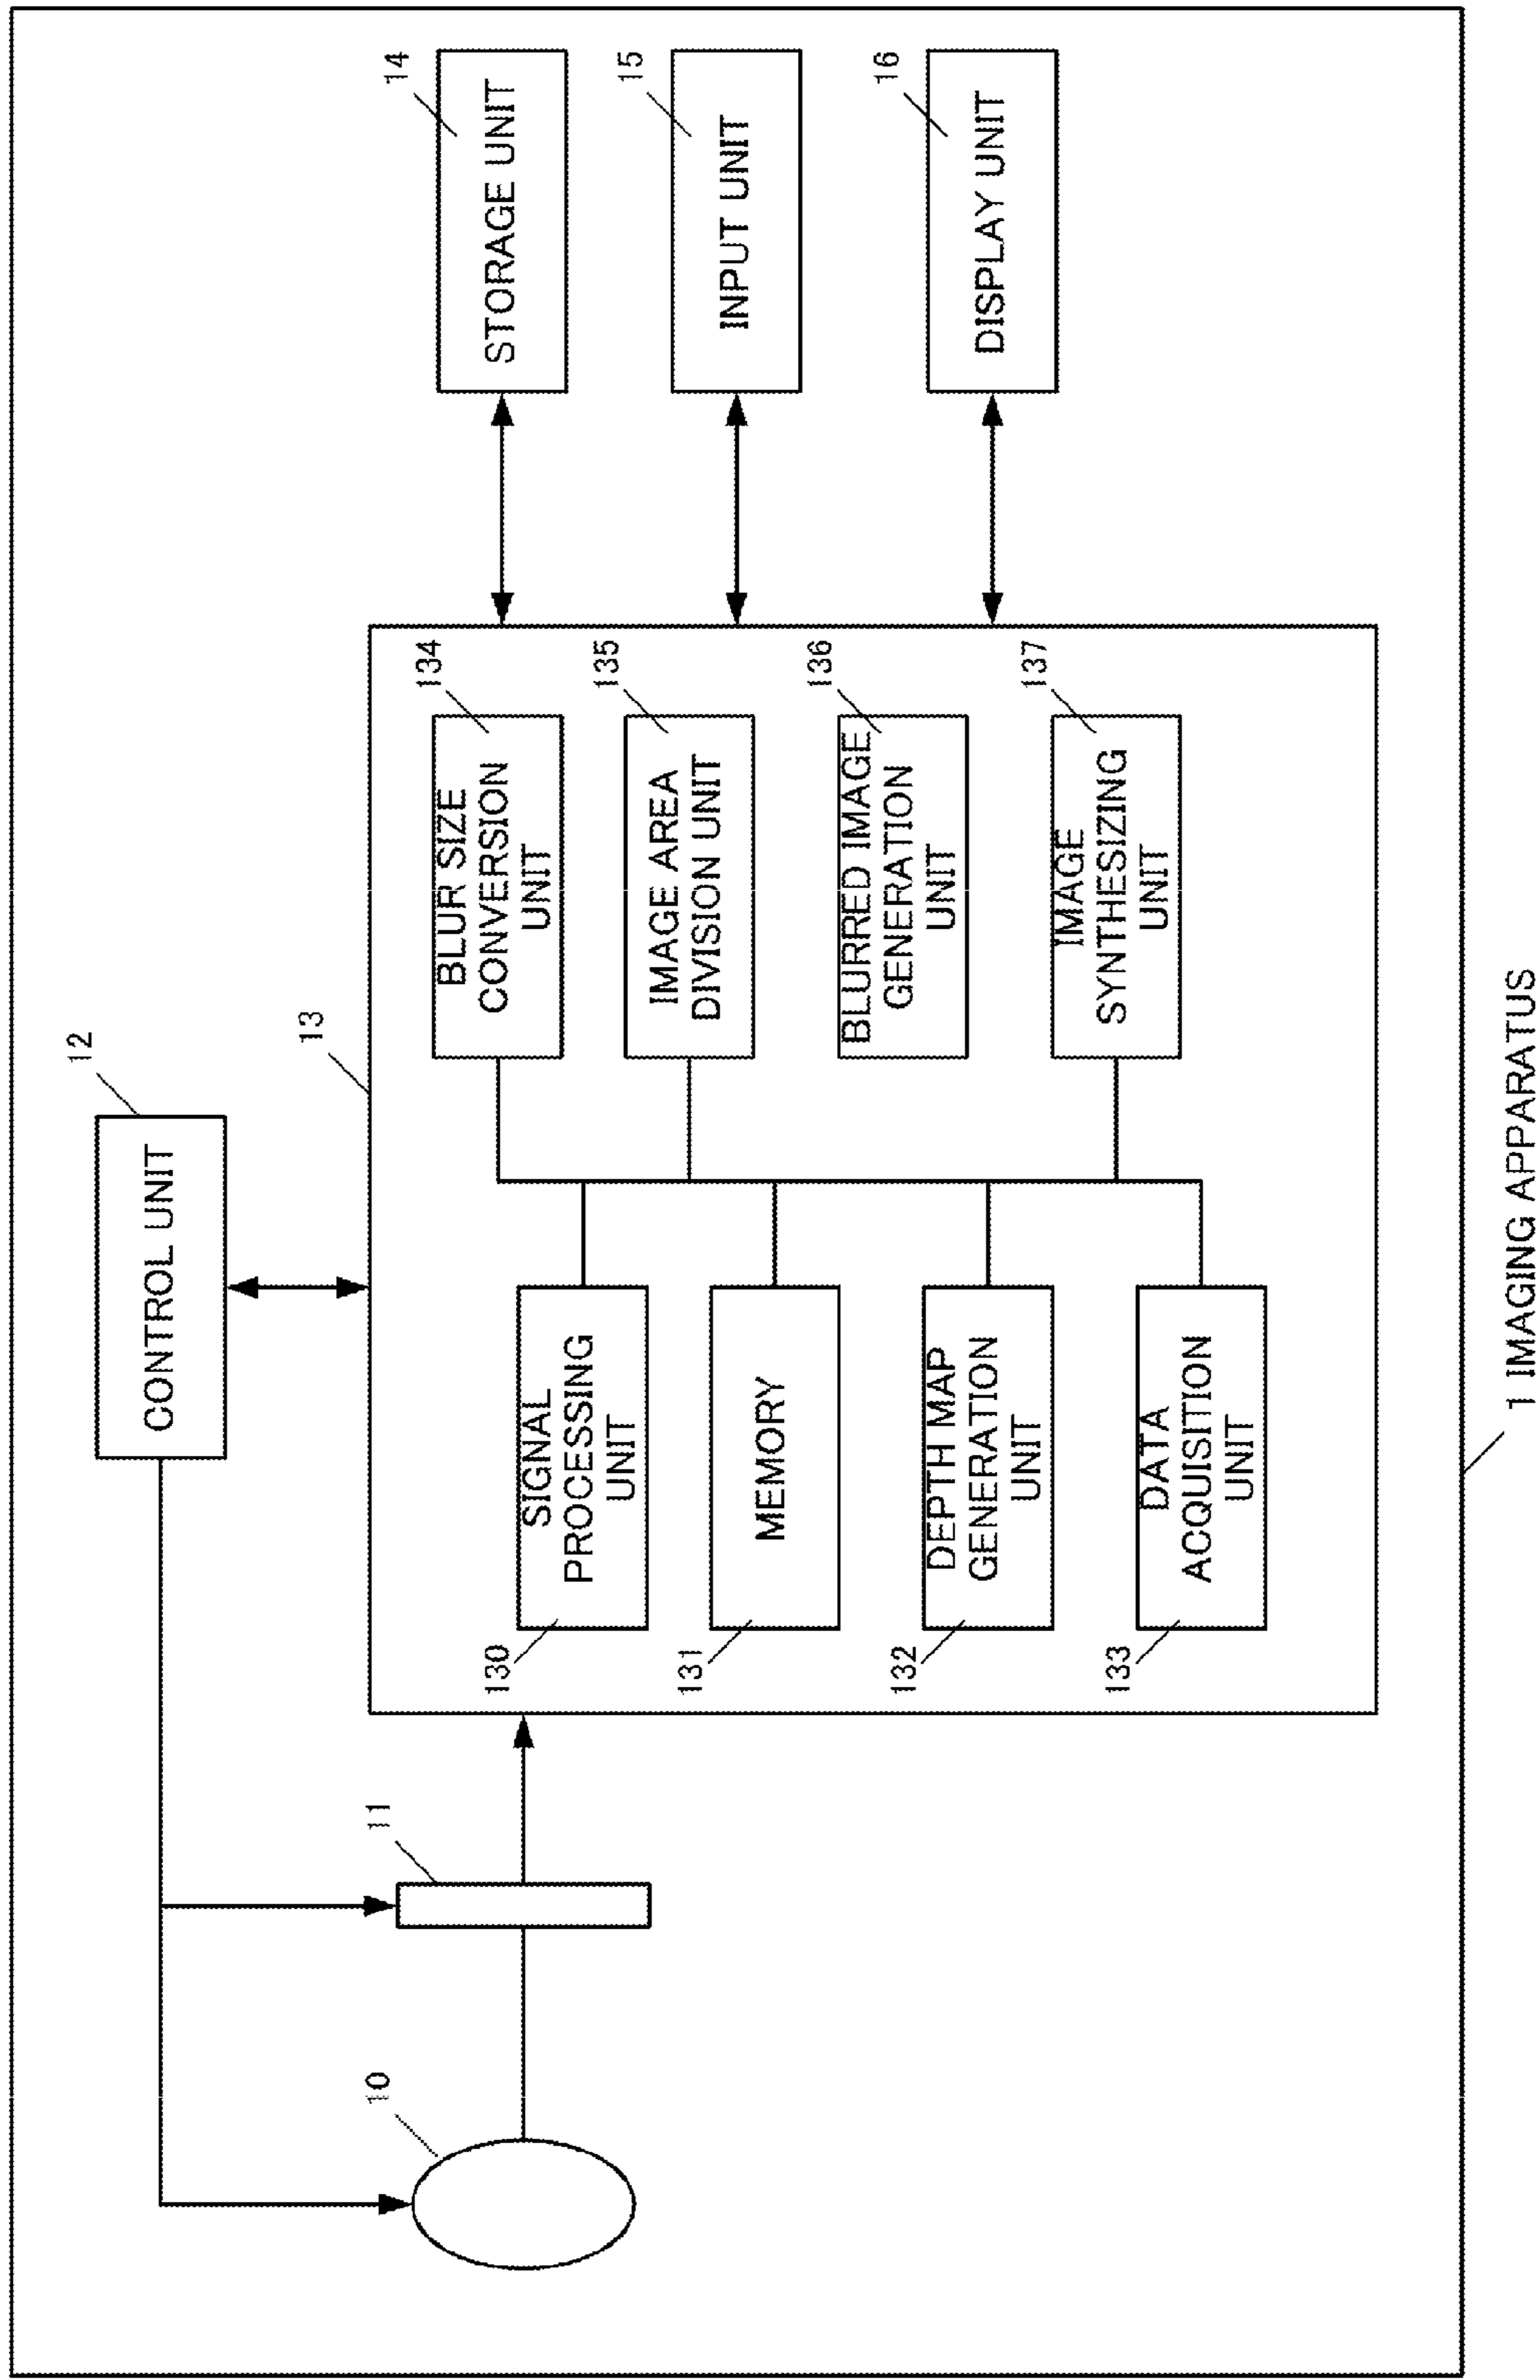 12
CONTROL UNIT
13
10
11
130
SIGNAL
PROCESSING
UNIT
134
BLUR SIZE
CONVERSION
UNIT
131
MEMORY
135
IMAGE AREA
DIVISION UNIT
132
DEPTH MAP
GENERATION
UNIT
136
BLURRED IMAGE
GENERATION
UNIT
133
DATA
ACQUISITION
UNIT
137
IMAGE
SYNTHESIZING
UNIT
14
STORAGE UNIT
15
INPUT UNIT
16
DISPLAY UNIT
1 IMAGING APPARATUS